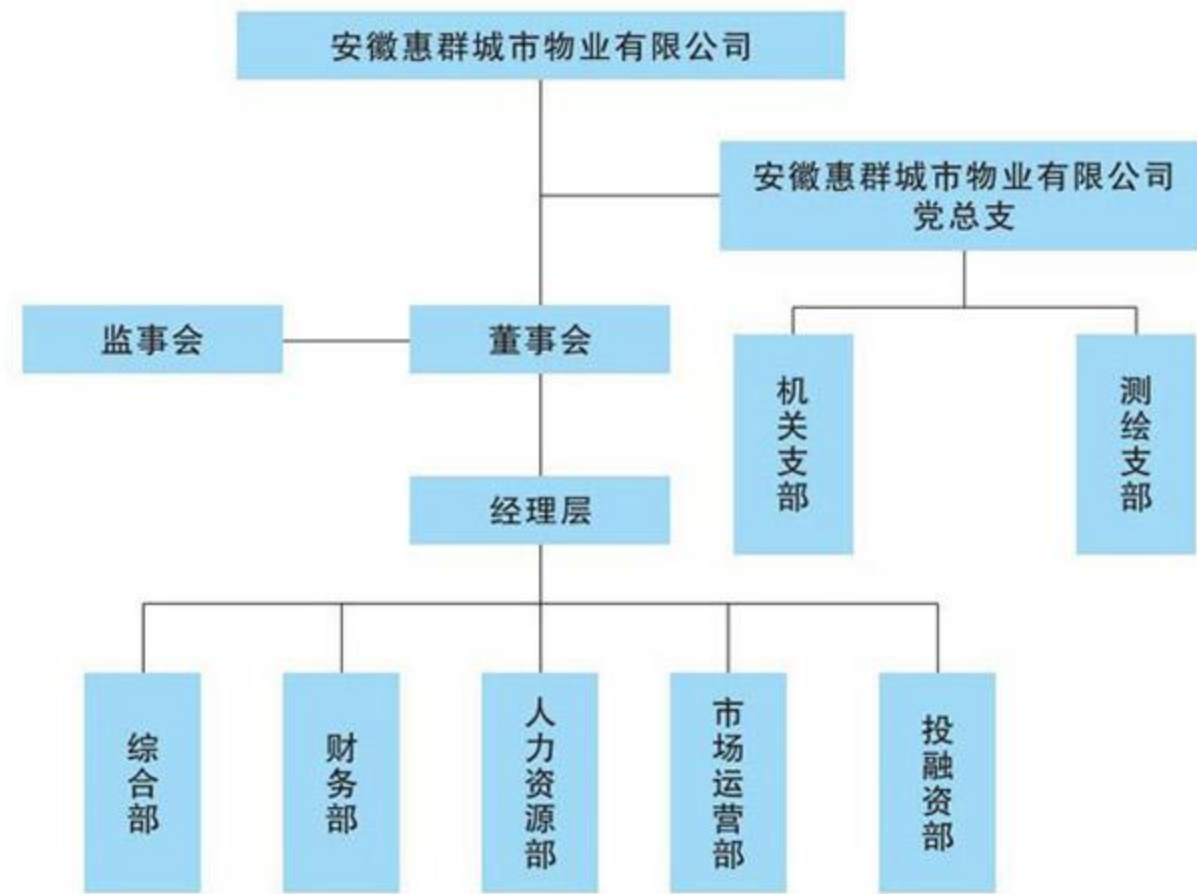 安徽惠群城市物业有限公司
安徽惠群城市物业有限公司
党总支
监事会
董事会
机关支部
测绘支部
经理层
综合部
财务部
人力资源部
市场运营部
投融资部